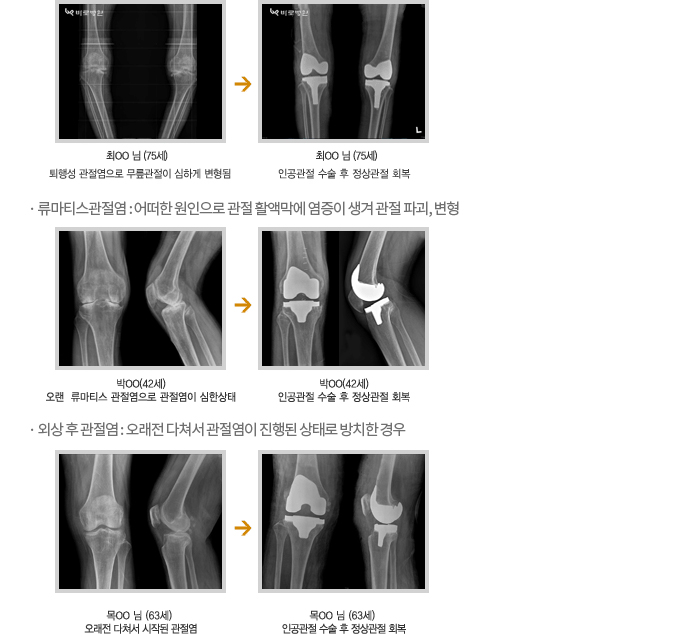 바로병원
바로병원
L
최OO 님 (75세)
최OO 님 (75세)
퇴행성 관절염으로 무릎관절이 심하게 변형됨
인공관절 수술 후 정상관절 회복
· 류마티스관절염 : 어떠한 원인으로 관절 활액막에 염증이 생겨 관절 파괴, 변형
박OO(42세)
박OO(42세)
오랜 류마티스 관절염으로 관절염이 심한상태
인공관절 수술 후 정상관절 회복
· 외상 후 관절염 : 오래전 다쳐서 관절염이 진행된 상태로 방치한 경우
목OO 님 (63세)
목OO 님 (63세)
오래전 다쳐서 시작된 관절염
인공관절 수술 후 정상관절 회복